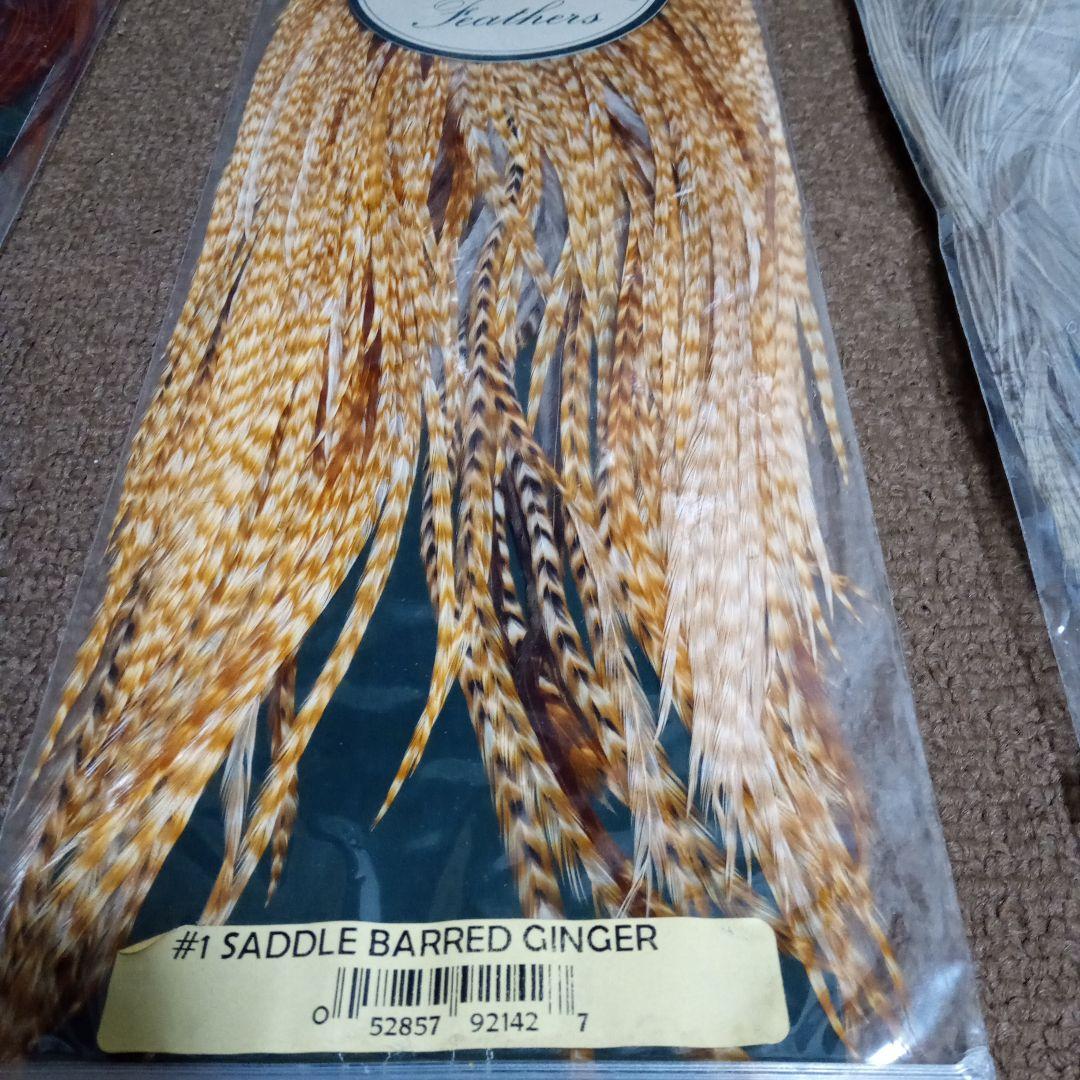 Feathers
#1 SADDLE BARRED GINGER
0 52857 92142 7